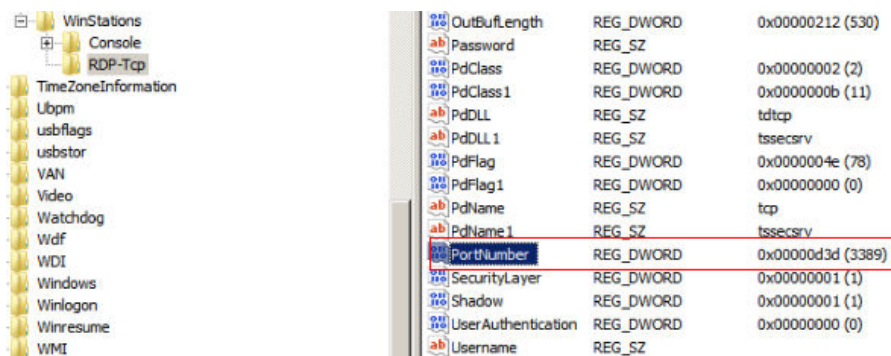 WinStations
Console
RDP-Tcp
TimeZoneInformation
Ubpm
usbflags
usbstor
VAN
Video
Watchdog
Wdf
WDI
Windows
Winlogon
Winresume
WMI
OutBufLength REG_DWORD 0x00000212 (530)
Password REG_SZ
PdClass REG_DWORD 0x00000002 (2)
PdClass1 REG_DWORD 0x0000000b (11)
PdDLL REG_SZ tdtcp
PdDLL1 REG_SZ tssecsrv
PdFlag REG_DWORD 0x0000004e (78)
PdFlag1 REG_DWORD 0x00000000 (0)
PdName REG_SZ tcp
PdName1 REG_SZ tssecsrv
PortNumber REG_DWORD 0x00000d3d (3389)
SecurityLayer REG_DWORD 0x00000001 (1)
Shadow REG_DWORD 0x00000001 (1)
UserAuthentication REG_DWORD 0x00000000 (0)
Username REG_SZ